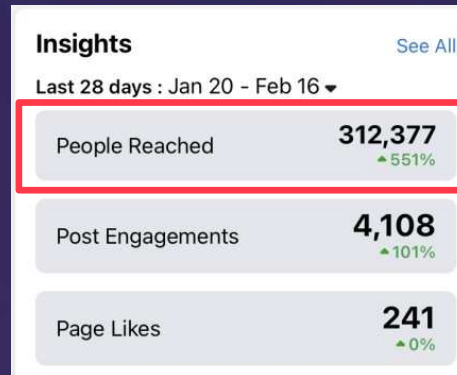 Insights
See All
Last 28 days : Jan 20 - Feb 16
People Reached
312,377
551%
Post Engagements
4,108
101%
Page Likes
241
0%